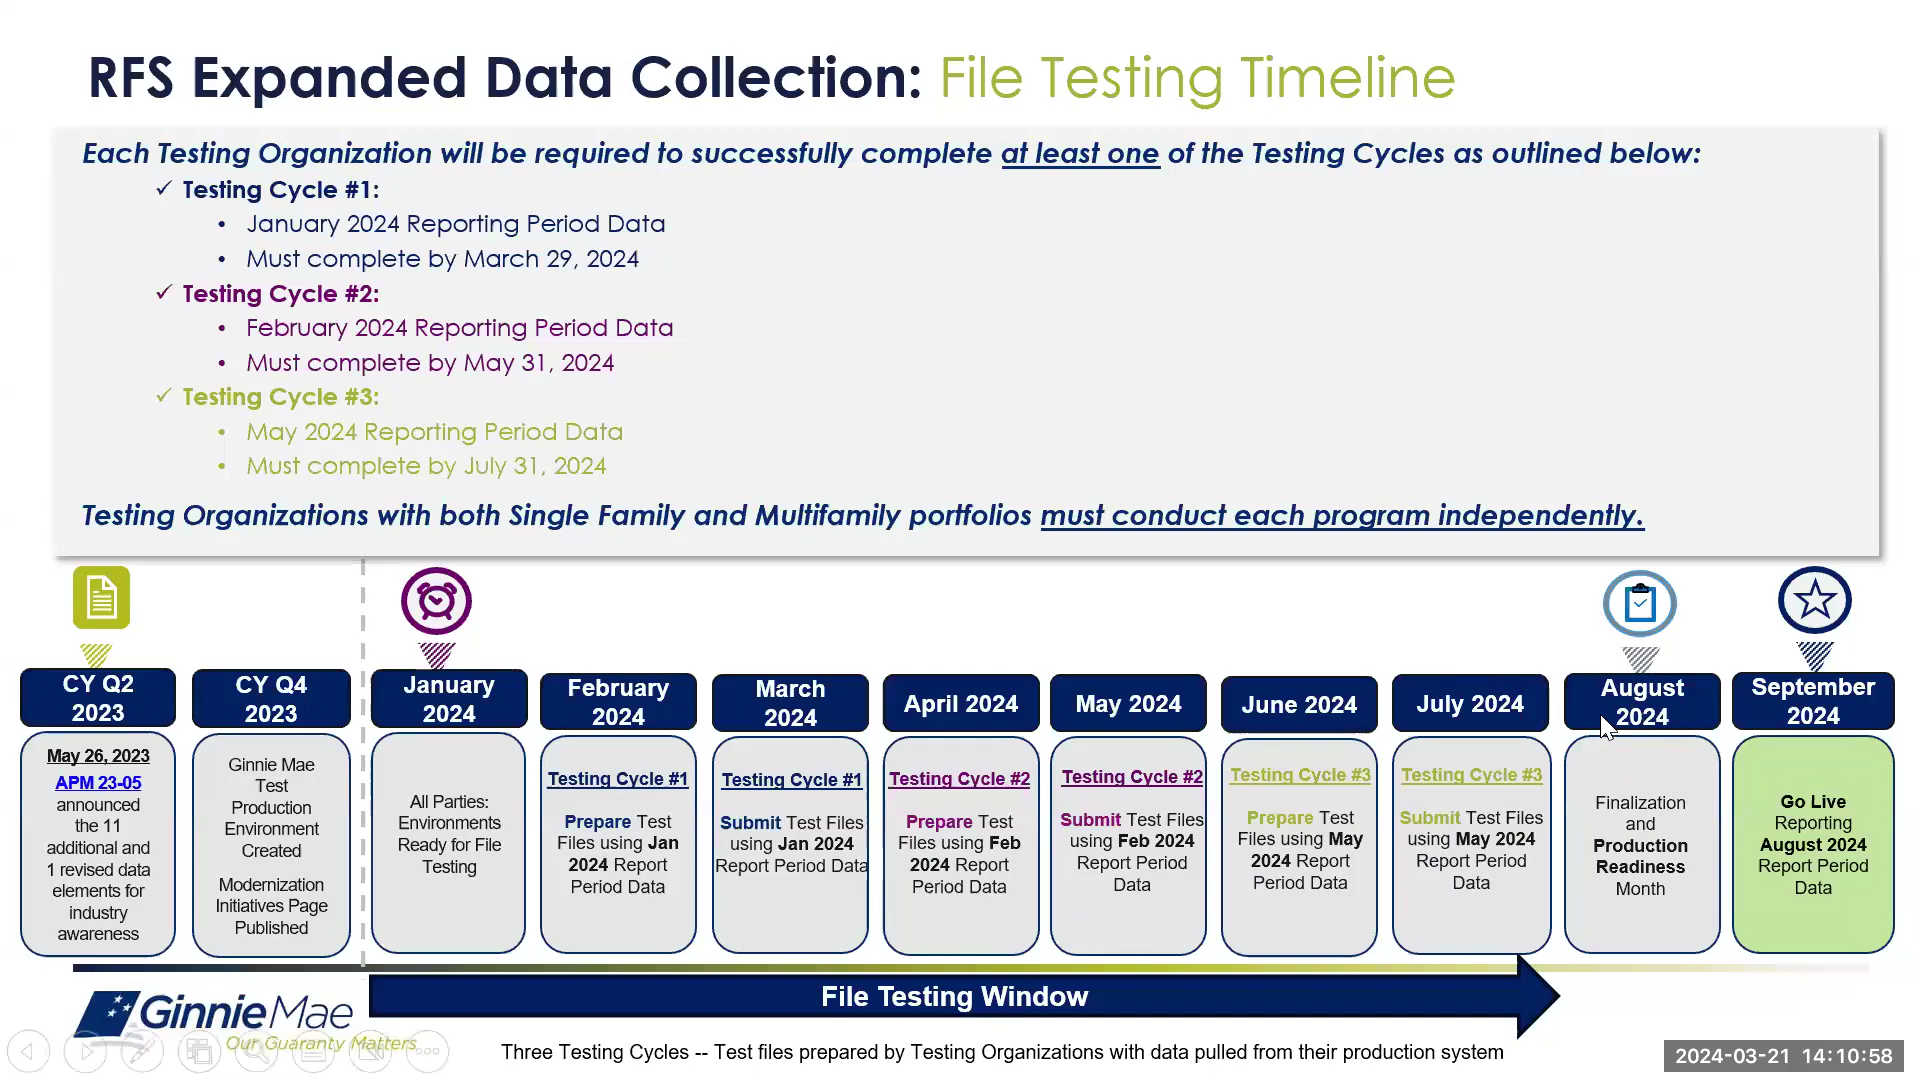 RFS Expanded Data Collection: File Testing Timeline
Each Testing Organization will be required to successfully complete at least one of the Testing Cycles as outlined below:
✓ Testing Cycle #1:
• January 2024 Reporting Period Data
• Must complete by March 29, 2024
✓ Testing Cycle #2:
• February 2024 Reporting Period Data
• Must complete by May 31, 2024
✓ Testing Cycle #3:
• May 2024 Reporting Period Data
• Must complete by July 31, 2024
Testing Organizations with both Single Family and Multifamily portfolios must conduct each program independently.
CY Q2
2023
May 26, 2023
APM 23-05
announced
the 11
additional and
1 revised data
elements for
industry
awareness
CY Q4
2023
Ginnie Mae
Test
Production
Environment
Created
Modernization
Initiatives Page
Published
January
2024
All Parties:
Environments
Ready for File
Testing
February
2024
Testing Cycle #1
Prepare Test
Files using Jan
2024 Report
Period Data
March
2024
Testing Cycle #1
Submit Test Files
using Jan 2024
Report Period Data
April 2024
Testing Cycle #2
Prepare Test
Files using Feb
2024 Report
Period Data
May 2024
Testing Cycle #2
Submit Test Files
using Feb 2024
Report Period
Data
June 2024
Testing Cycle #3
Prepare Test
Files using May
2024 Report
Period Data
July 2024
Testing Cycle #3
Submit Test Files
using May 2024
Report Period
Data
August
2024
Finalization
and
Production
Readiness
Month
September
2024
Go Live
Reporting
August 2024
Report Period
Data
File Testing Window
GinnieMae
Our Guaranty Matters
Three Testing Cycles -- Test files prepared by Testing Organizations with data pulled from their production system
2024-03-21 14:10:58